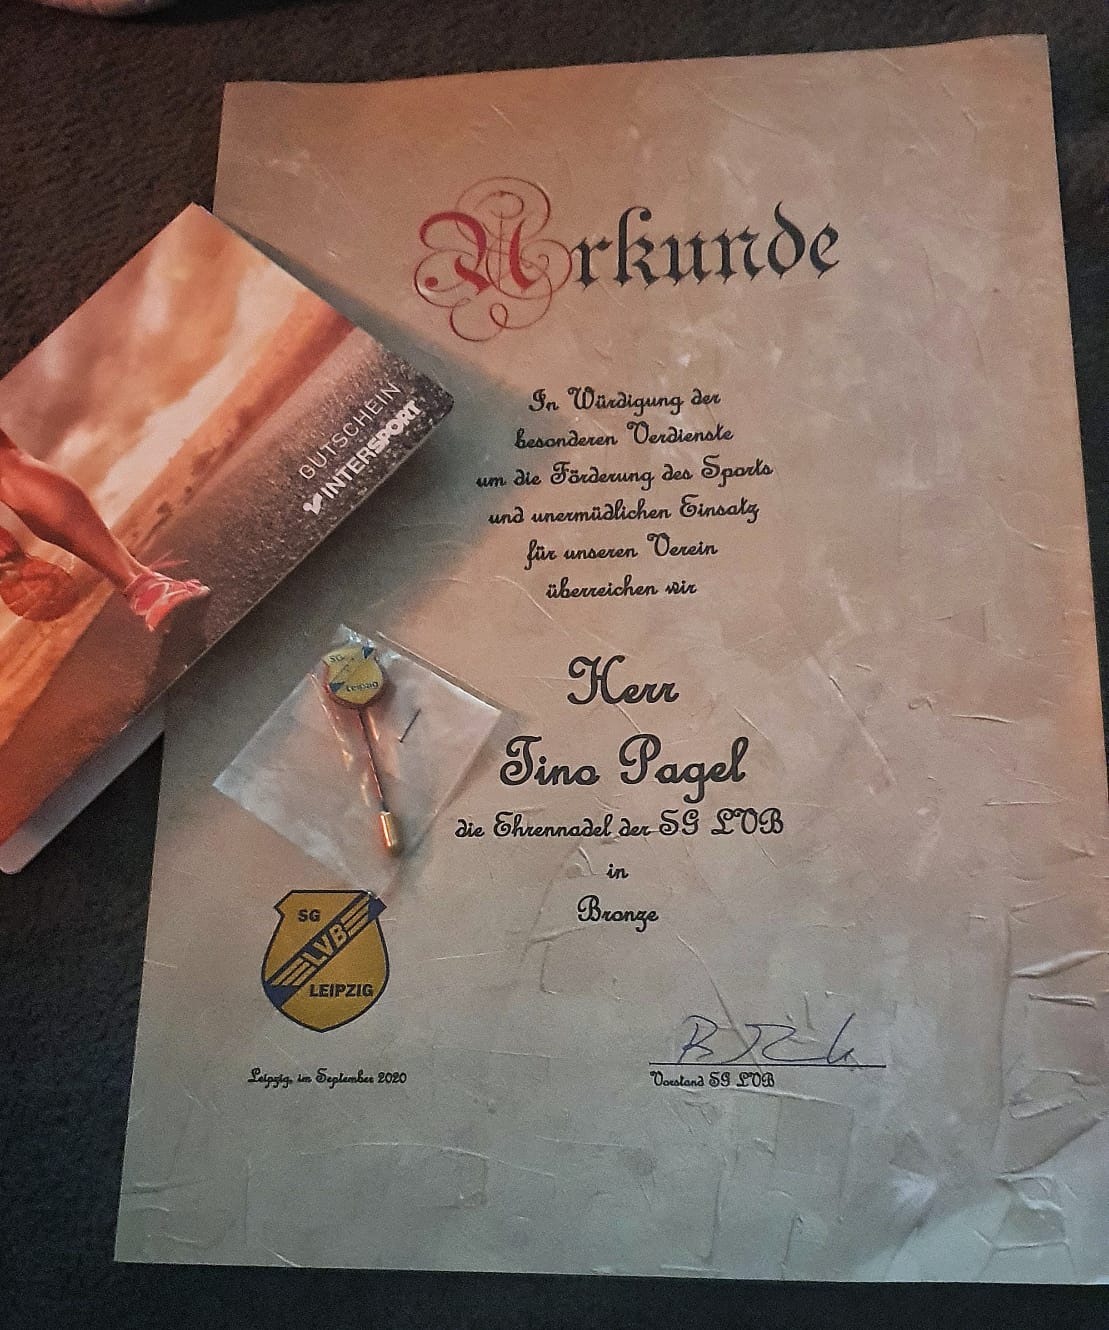 Urkunde
GUTSCHEIN
INTERSPORT
In Würdigung der
besonderen Verdienste
um die Förderung des Sports
und unermüdlichen Einsatz
für unseren Verein
überreichen wir
Herr
Tino Pagel
die Ehrennadel der SG LVB
in
Bronze
SG
Leipzig
SG
LVB
LEIPZIG
Leipzig, im September 2020
Vorstand SG LVB